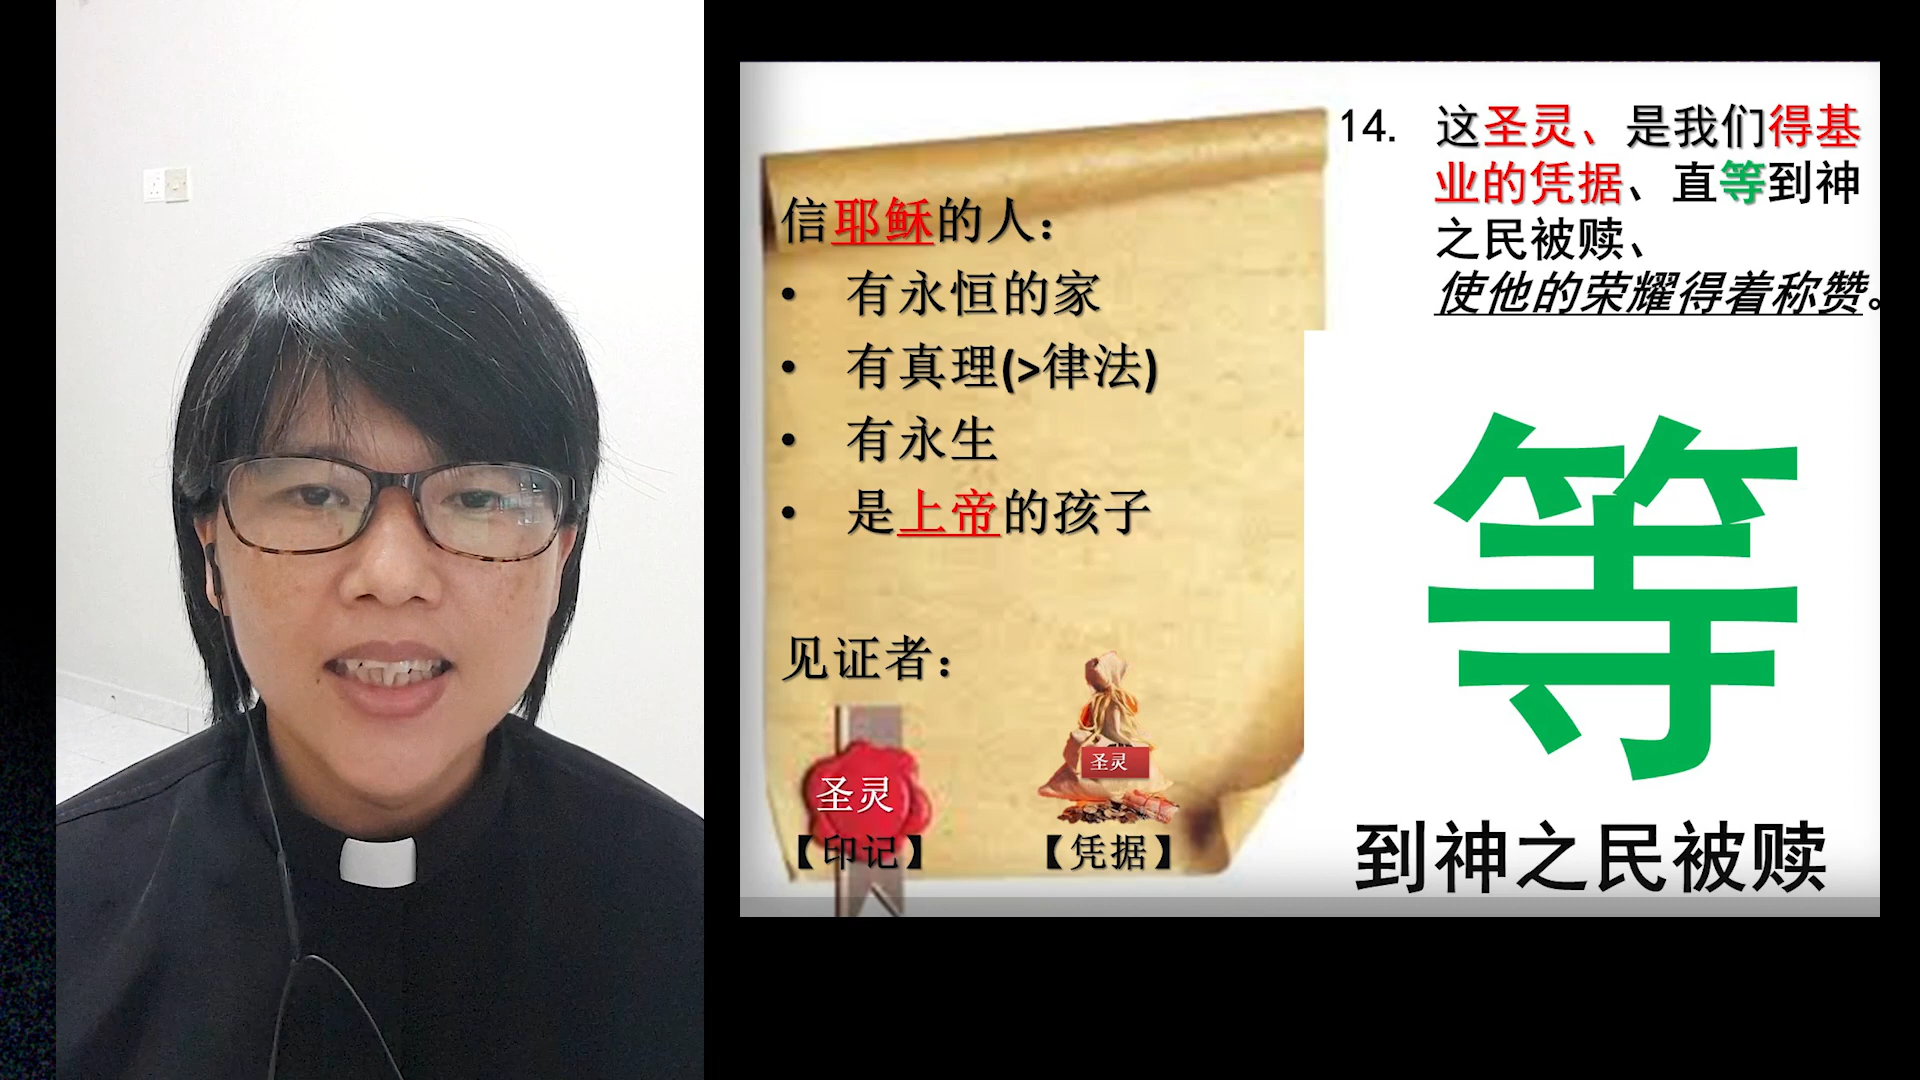 信耶稣的人：
• 有永恒的家
• 有真理(>律法)
• 有永生
• 是上帝的孩子
见证者：
圣灵
【印记】
圣灵
【凭据】
14. 这圣灵、是我们得基
业的凭据、直等到神
之民被赎、
使他的荣耀得着称赞。
等
到神之民被赎